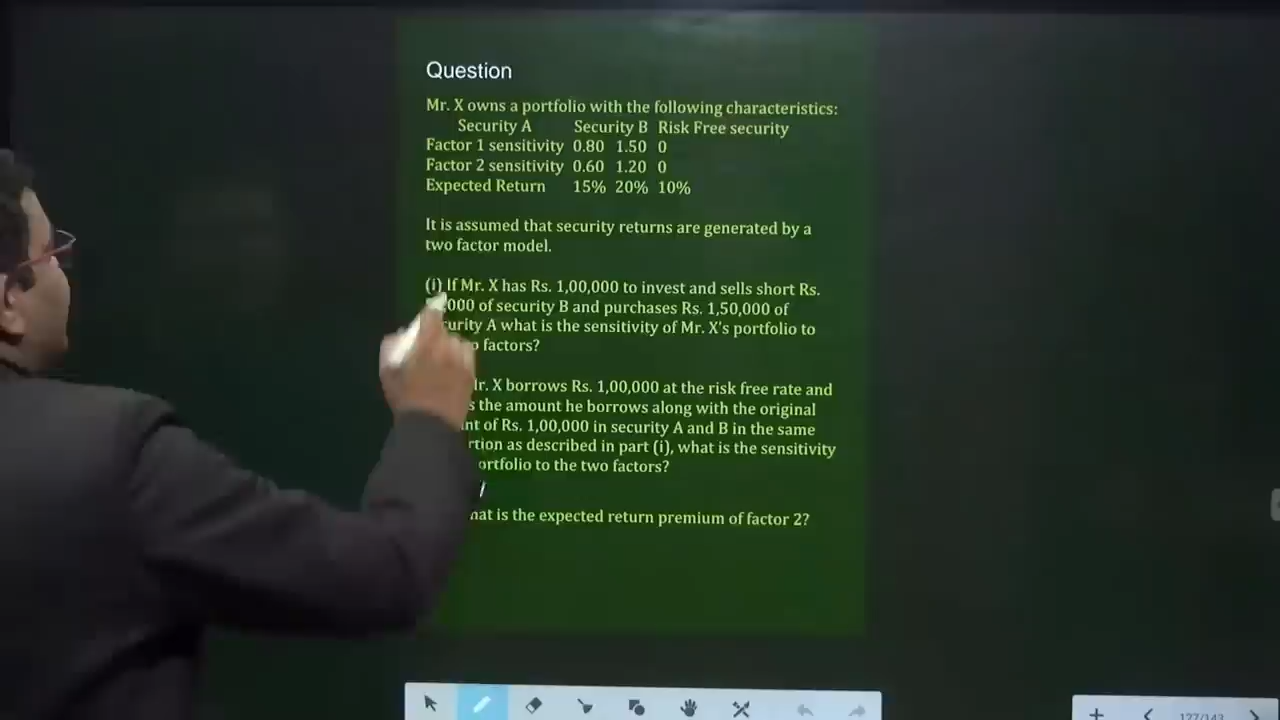 Question
Mr. X owns a portfolio with the following characteristics:
Security A Security B Risk Free security
Factor 1 sensitivity 0.80 1.50 0
Factor 2 sensitivity 0.60 1.20 0
Expected Return 15% 20% 10%
It is assumed that security returns are generated by a
two factor model.
(i) If Mr. X has Rs. 1,00,000 to invest and sells short Rs.
of security B and purchases Rs. 1,50,000 of
A what is the sensitivity of Mr. X's portfolio to
factors?
X borrows Rs. 1,00,000 at the risk free rate and
the amount he borrows along with the original
of Rs. 1,00,000 in security A and B in the same
as described in part (i), what is the sensitivity
to the two factors?
is the expected return premium of factor 2?
127/143